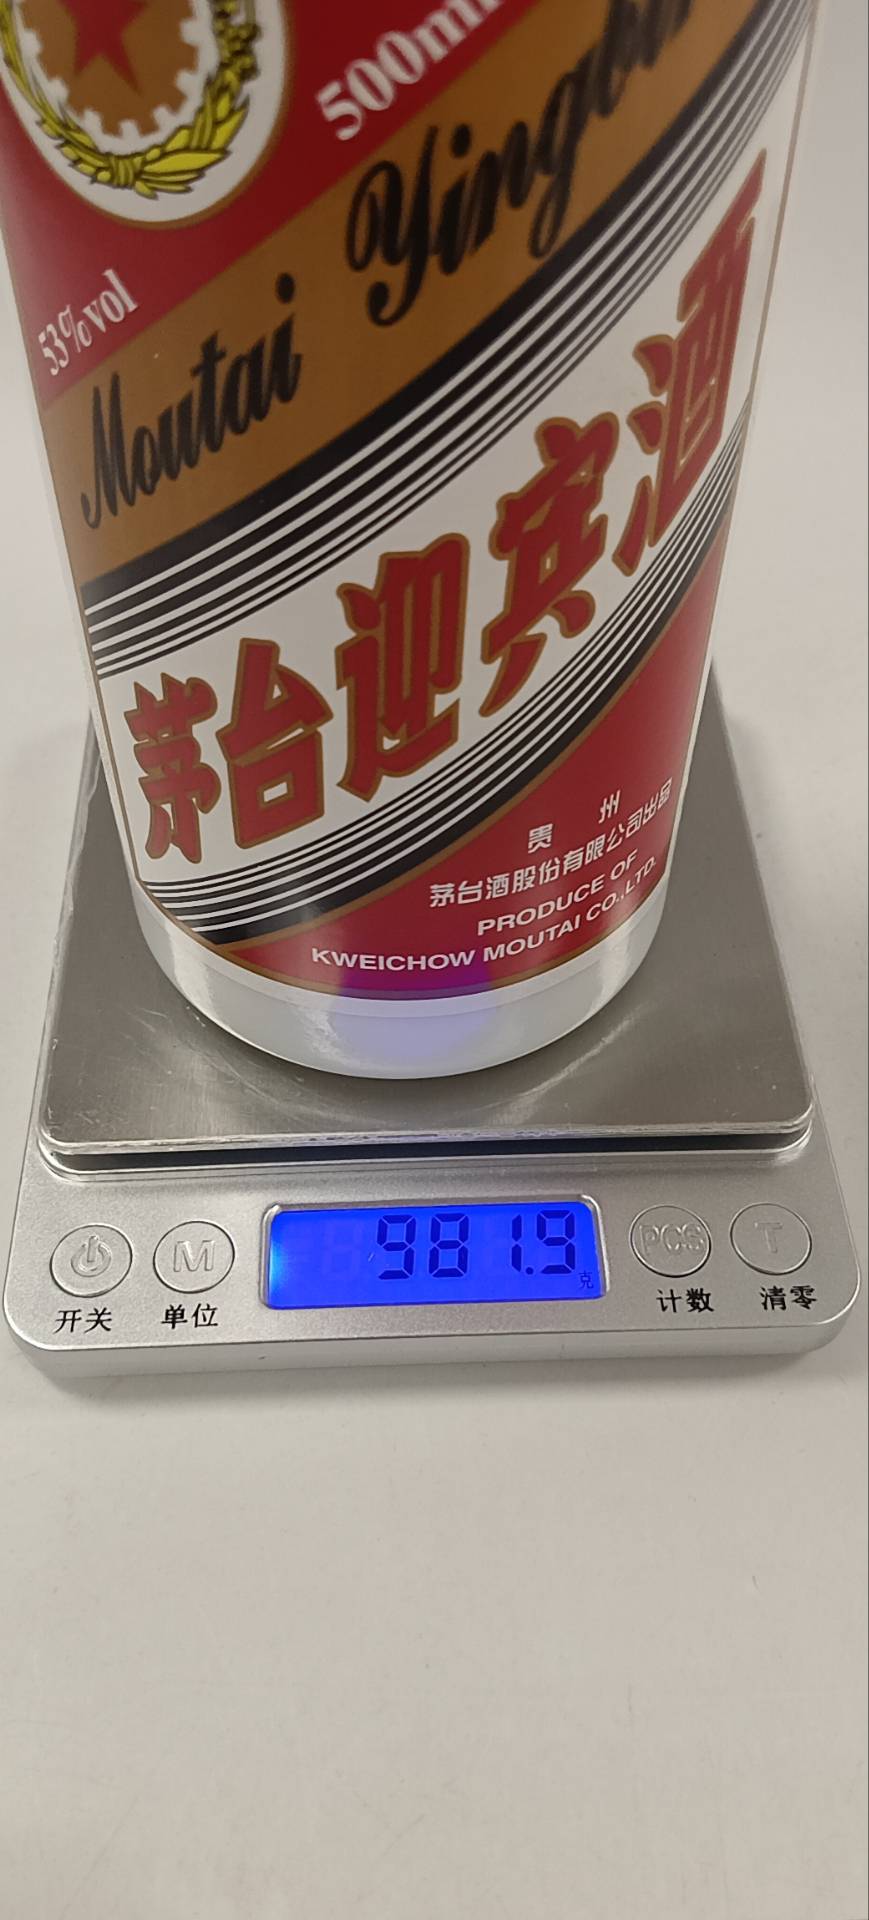 500ml
53%vol
Moutai Yingbin
茅台迎宾酒
贵 州
茅台酒股份有限公司出品
PRODUCE OF
KWEICHOW MOUTAI CO.,LTD.
981.9
克
M
PCS
T
开关
单位
计数
清零